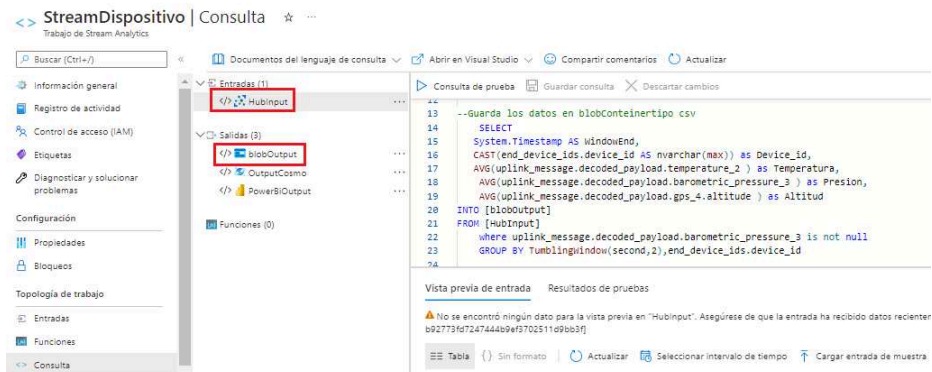 StreamDispositivo | Consulta
Trabajo de Stream Analytics
Buscar (Ctrl+/)
Información general
Registro de actividad
Control de acceso (IAM)
Etiquetas
Diagnosticar y solucionar
problemas
Configuración
Propiedades
Bloqueos
Topología de trabajo
Entradas
Funciones
Consulta
Documentos del lenguaje de consulta
Abrir en Visual Studio
Compartir comentarios
Actualizar
Entradas (1)
HubInput
Salidas (3)
blobOutput
OutputCosmo
PowerBiOutput
Funciones (0)
Consulta de prueba
Guardar consulta
Descartar cambios
12
13 --Guarda los datos en blobConteinertipo csv
14 SELECT
15 System.Timestamp AS WindowEnd,
16 CAST(end_device_ids.device_id AS nvarchar(max)) as Device_id,
17 AVG(uplink_message.decoded_payload.temperature_2 ) as Temperatura,
18 AVG(uplink_message.decoded_payload.barometric_pressure_3 ) as Presion,
19 AVG(uplink_message.decoded_payload.gps_4.altitude ) as Altitud
20 INTO [blobOutput]
21 FROM [HubInput]
22 where uplink_message.decoded_payload.barometric_pressure_3 is not null
23 GROUP BY TumblingWindow(second,2),end_device_ids.device_id
24
Vista previa de entrada
Resultados de pruebas
No se encontró ningún dato para la vista previa en "HubInput". Asegúrese de que la entrada ha recibido datos reciente
b92773fd7247444b9ef3702511d9bb3f]
Tabla
{} Sin formato
Actualizar
Seleccionar intervalo de tiempo
Cargar entrada de muestra